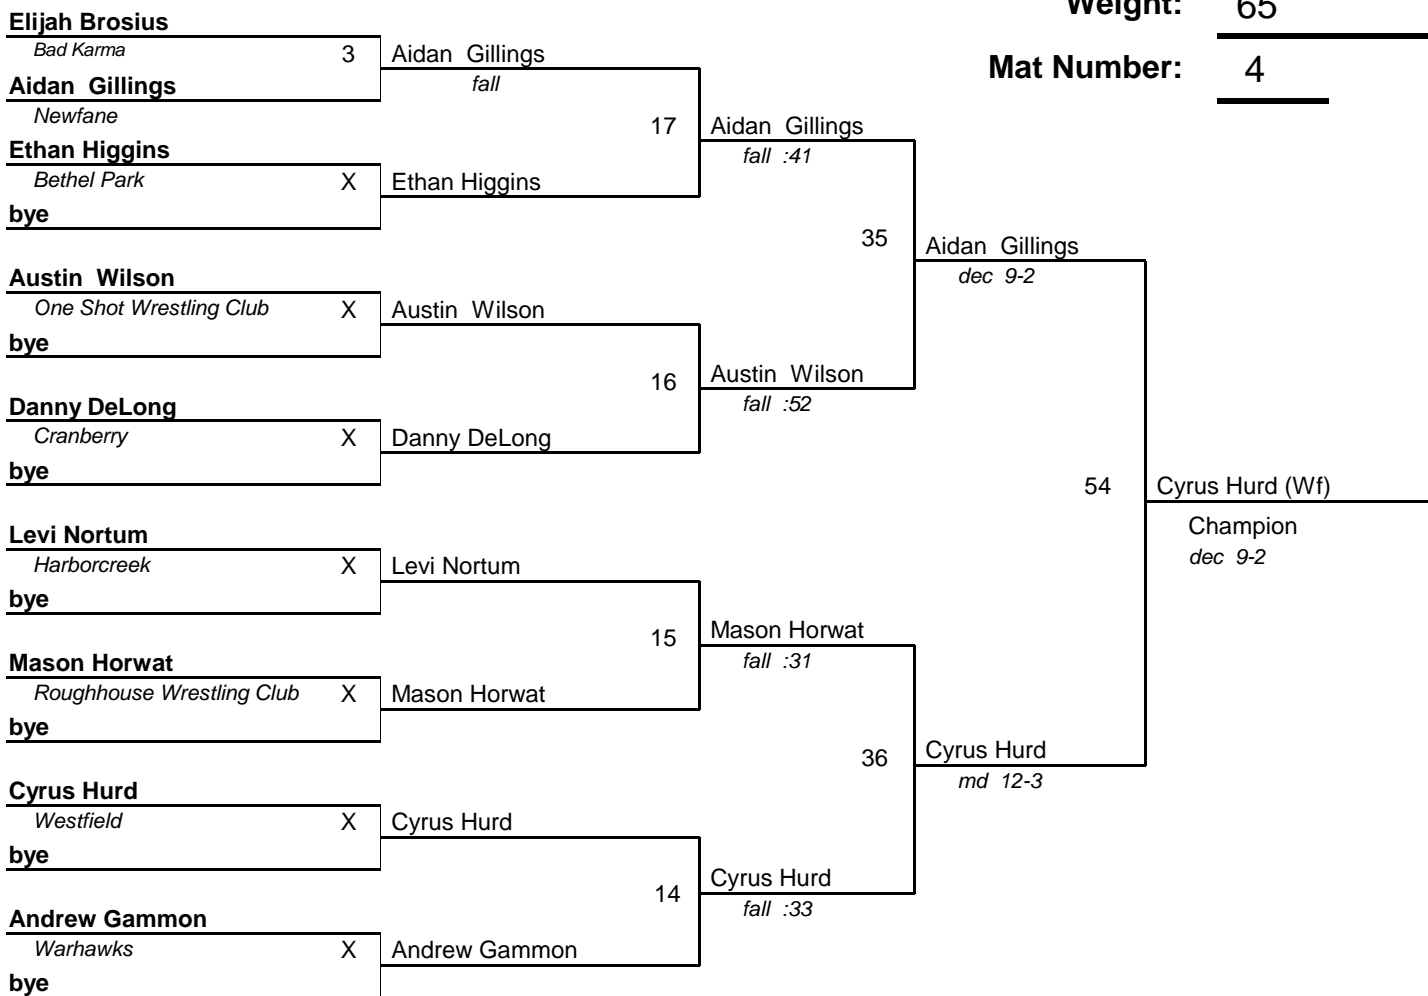 Weight: 65
Mat Number: 4
Elijah Brosius
Bad Karma 3
Aidan Gillings
Newfane
Ethan Higgins
Bethel Park X
bye
Austin Wilson
One Shot Wrestling Club X
bye
Danny DeLong
Cranberry X
bye
Levi Nortum
Harborcreek X
bye
Mason Horwat
Roughhouse Wrestling Club X
bye
Cyrus Hurd
Westfield X
bye
Andrew Gammon
Warhawks X
bye
Aidan Gillings
fall
17
Ethan Higgins
Austin Wilson
16
Danny DeLong
Levi Nortum
15
Mason Horwat
Cyrus Hurd
14
Andrew Gammon
Aidan Gillings
fall :41
35
Austin Wilson
fall :52
Mason Horwat
fall :31
36
Cyrus Hurd
fall :33
Aidan Gillings
dec 9-2
54
Cyrus Hurd
md 12-3
Cyrus Hurd (Wf)
Champion
dec 9-2